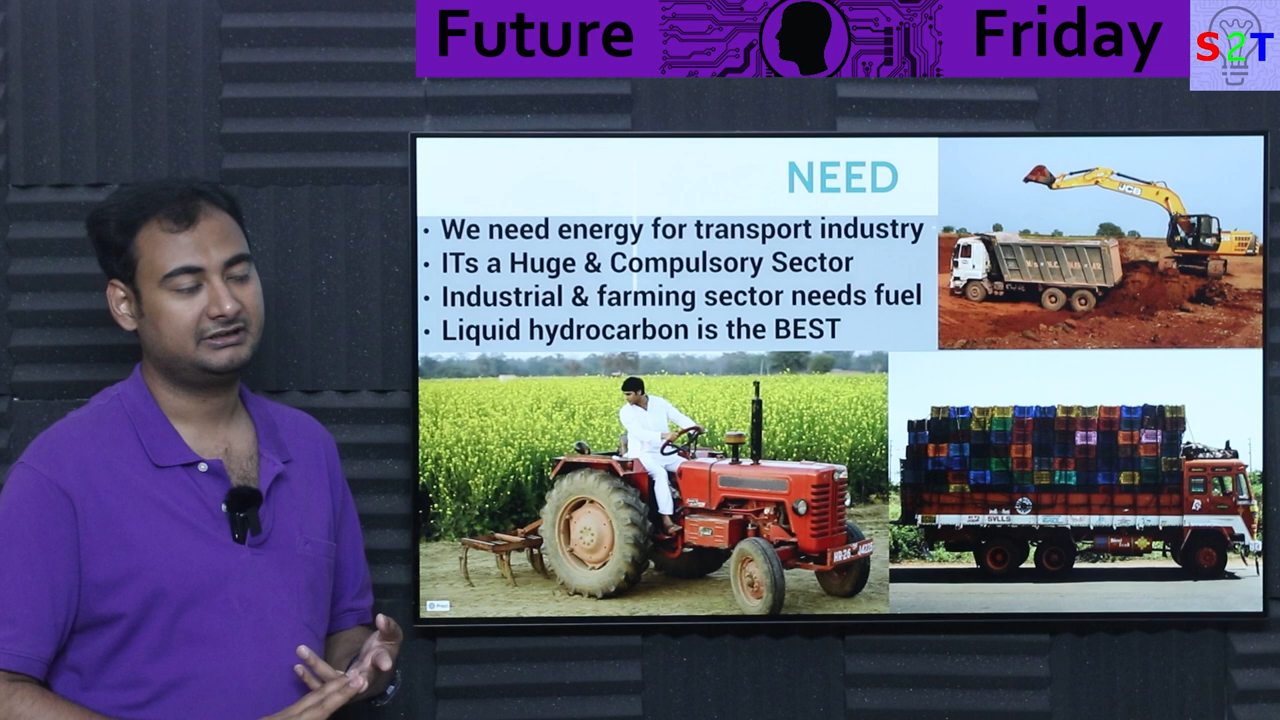 Future Friday
S2T
NEED
• We need energy for transport industry
• ITs a Huge & Compulsory Sector
• Industrial & farming sector needs fuel
• Liquid hydrocarbon is the BEST
JCB
SYLLS